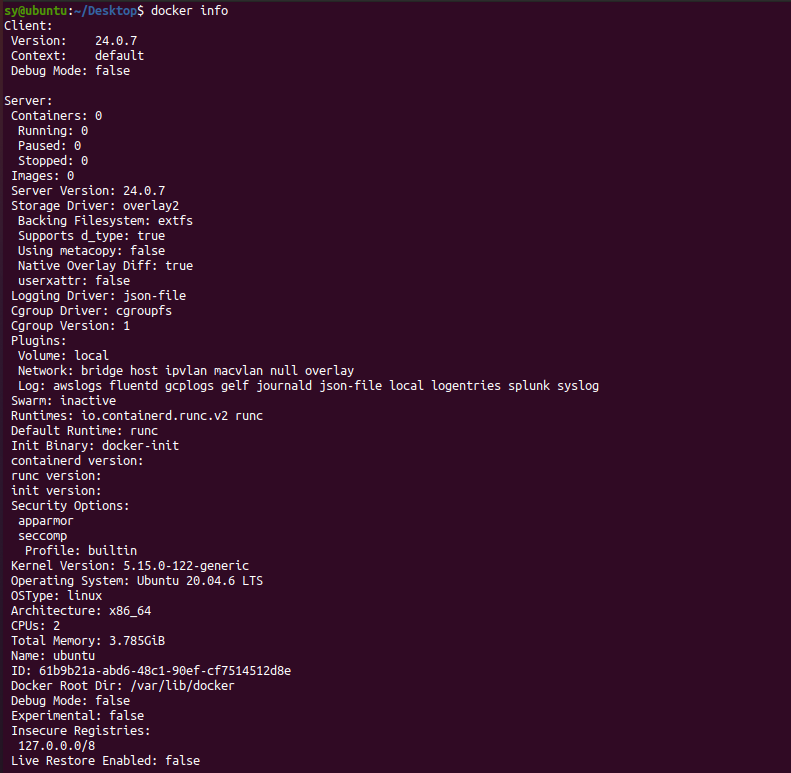 sy@ubuntu:~/Desktop$ docker info
Client:
 Version:    24.0.7
 Context:    default
 Debug Mode: false

Server:
 Containers: 0
  Running: 0
  Paused: 0
  Stopped: 0
 Images: 0
 Server Version: 24.0.7
 Storage Driver: overlay2
  Backing Filesystem: extfs
  Supports d_type: true
  Using metacopy: false
  Native Overlay Diff: true
  userxattr: false
 Logging Driver: json-file
 Cgroup Driver: cgroupfs
 Cgroup Version: 1
 Plugins:
  Volume: local
  Network: bridge host ipvlan macvlan null overlay
  Log: awslogs fluentd gcplogs gelf journald json-file local logentries splunk syslog
 Swarm: inactive
 Runtimes: io.containerd.runc.v2 runc
 Default Runtime: runc
 Init Binary: docker-init
 containerd version:
 runc version:
 init version:
 Security Options:
  apparmor
  seccomp
   Profile: builtin
 Kernel Version: 5.15.0-122-generic
 Operating System: Ubuntu 20.04.6 LTS
 OSType: linux
 Architecture: x86_64
 CPUs: 2
 Total Memory: 3.785GiB
 Name: ubuntu
 ID: 61b9b21a-abd6-48c1-90ef-cf7514512d8e
 Docker Root Dir: /var/lib/docker
 Debug Mode: false
 Experimental: false
 Insecure Registries:
  127.0.0.0/8
 Live Restore Enabled: false